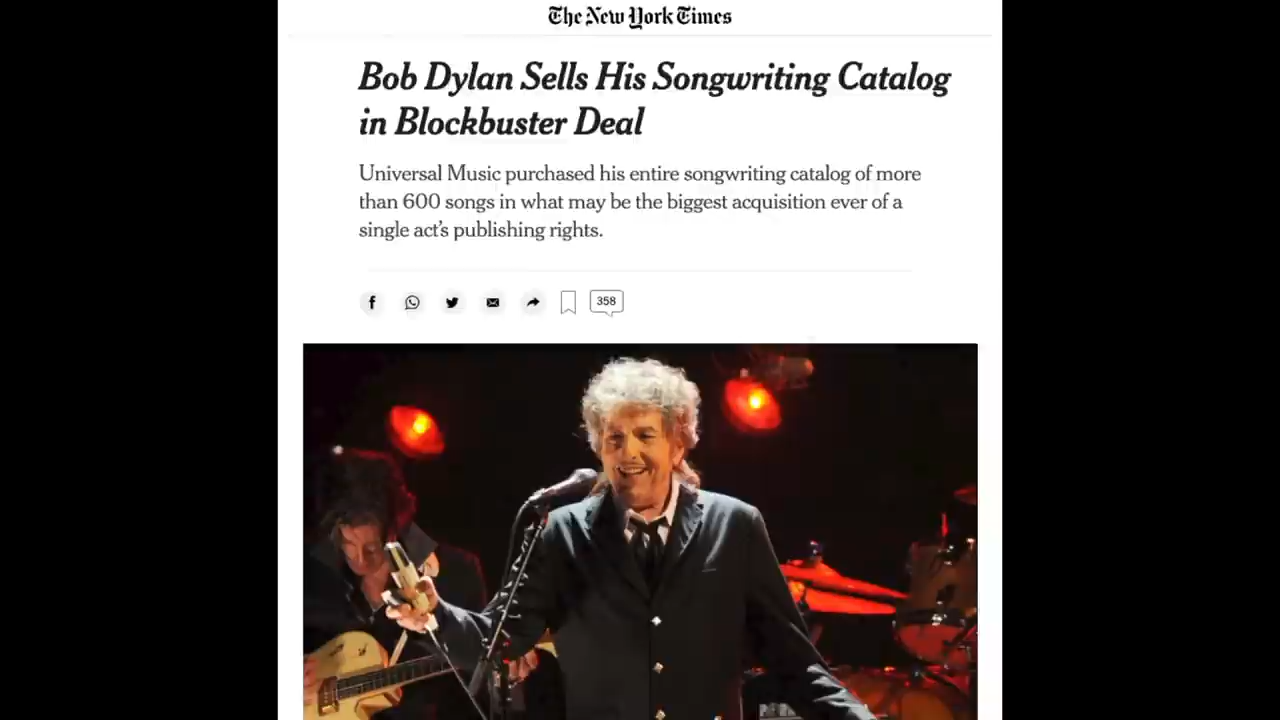 The New York Times
Bob Dylan Sells His Songwriting Catalog
in Blockbuster Deal
Universal Music purchased his entire songwriting catalog of more
than 600 songs in what may be the biggest acquisition ever of a
single act's publishing rights.
358